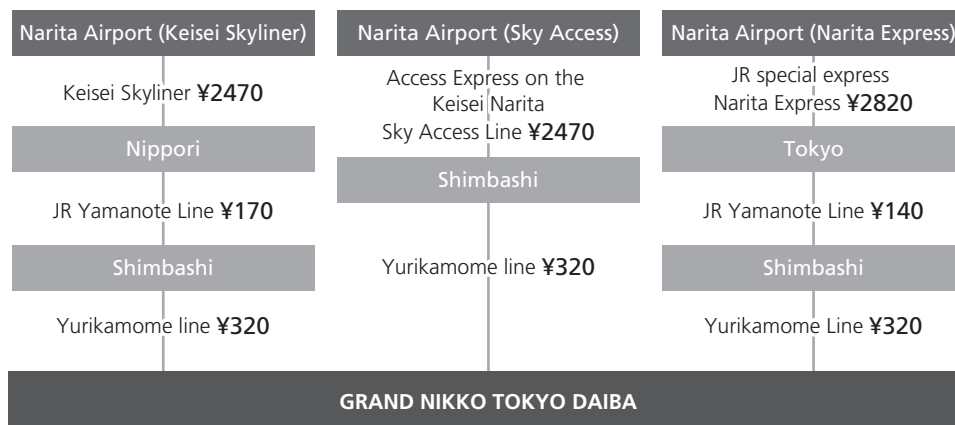 Narita Airport (Keisei Skyliner)
Keisei Skyliner ¥2470
Nippori
JR Yamanote Line ¥170
Shimbashi
Yurikamome line ¥320
Narita Airport (Sky Access)
Access Express on the
Keisei Narita
Sky Access Line ¥2470
Shimbashi
Yurikamome line ¥320
Narita Airport (Narita Express)
JR special express
Narita Express ¥2820
Tokyo
JR Yamanote Line ¥140
Shimbashi
Yurikamome Line ¥320
GRAND NIKKO TOKYO DAIBA